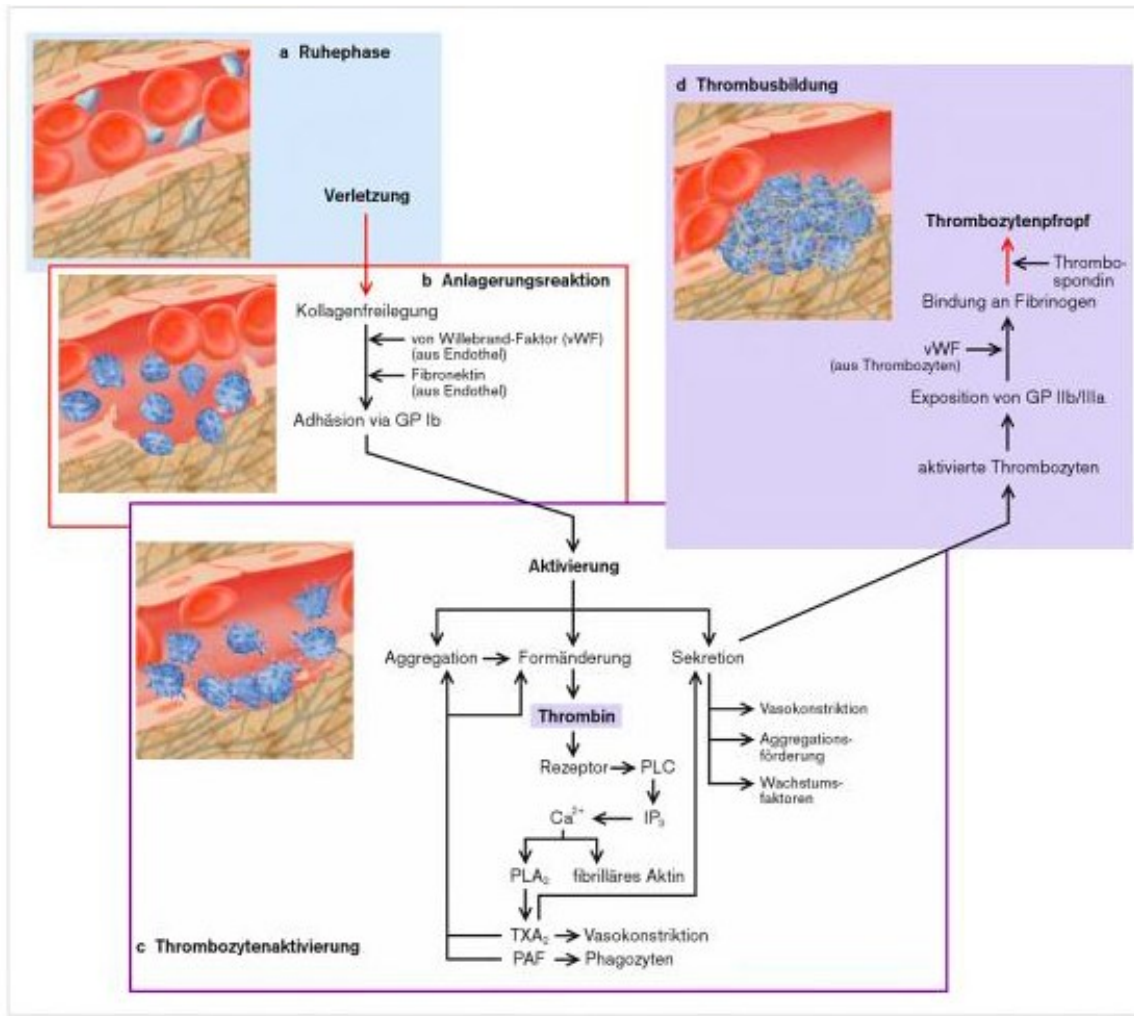 a Ruhephase
Verletzung
b Anlagerungsreaktion
Kollagenfreilegung
von Willebrand-Faktor (vWF)
(aus Endothel)
Fibronektin
(aus Endothel)
Adhäsion via GP Ib
Aktivierung
Aggregation
Formänderung
Sekretion
Thrombin
Vasokonstriktion
Aggregations-
förderung
Wachstums-
faktoren
Rezeptor
PLC
Ca²⁺
IP₃
PLA₂
fibrilläres Aktin
TXA₂
Vasokonstriktion
PAF
Phagozyten
c Thrombozytenaktivierung
d Thrombusbildung
Thrombozytenpfropf
Thrombo-
spondin
Bindung an Fibrinogen
vWF
(aus Thrombozyten)
Exposition von GP IIb/IIIa
aktivierte Thrombozyten